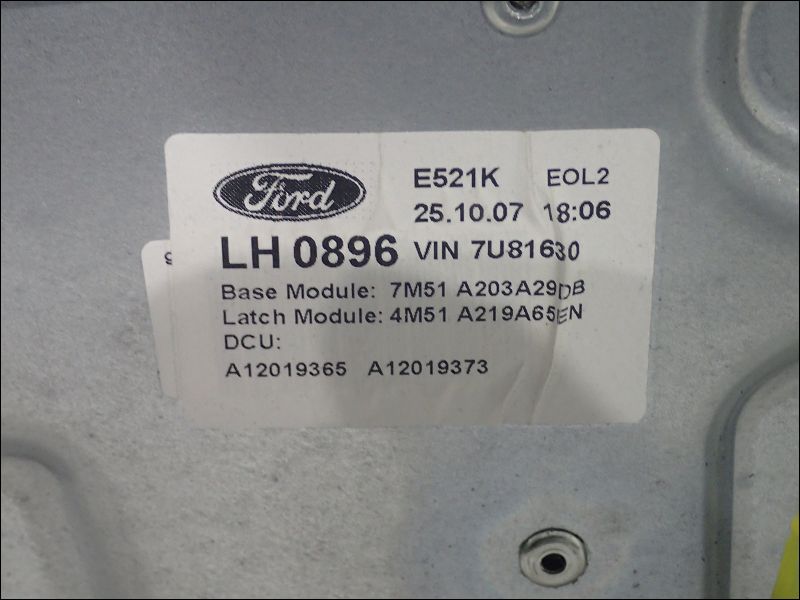 Ford
E521K EOL2
25.10.07 18:06
LH 0896 VIN 7U81630
Base Module: 7M51 A203A29DB
Latch Module: 4M51 A219A65EN
DCU:
A12019365 A12019373